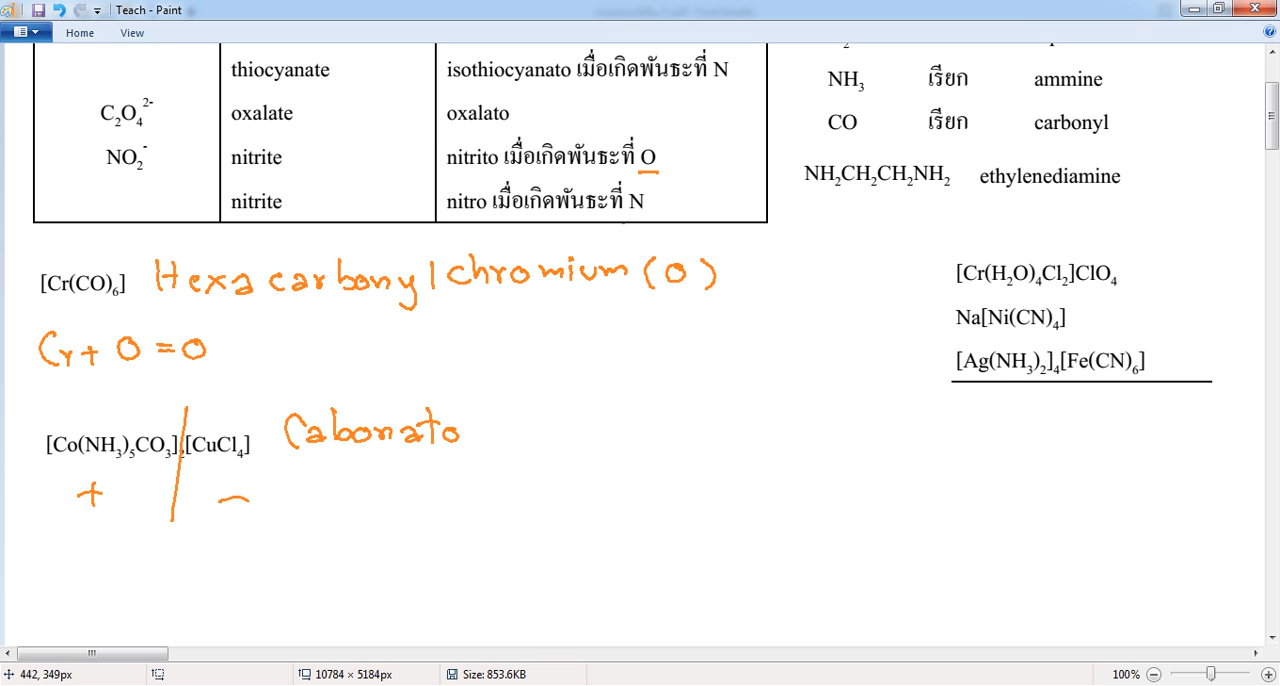 Teach - Paint
Home View
thiocyanate isothiocyanato เมื่อเกิดพันธะที่ N
C₂O₄²⁻ oxalate oxalato
NO₂⁻ nitrite nitrito เมื่อเกิดพันธะที่ O
nitrite nitro เมื่อเกิดพันธะที่ N
NH₃ เรียก ammine
CO เรียก carbonyl
NH₂CH₂CH₂NH₂ ethylenediamine
[Cr(CO)₆] Hexa carbonyl chromium (0)
Cr + 0 = 0
[Co(NH₃)₅CO₃]₂[CuCl₄] Cabonato
+ −
[Cr(H₂O)₄Cl₂]ClO₄
Na[Ni(CN)₄]
[Ag(NH₃)₂]₄[Fe(CN)₆]
442, 349px 10784 × 5184px Size: 853.6KB 100%